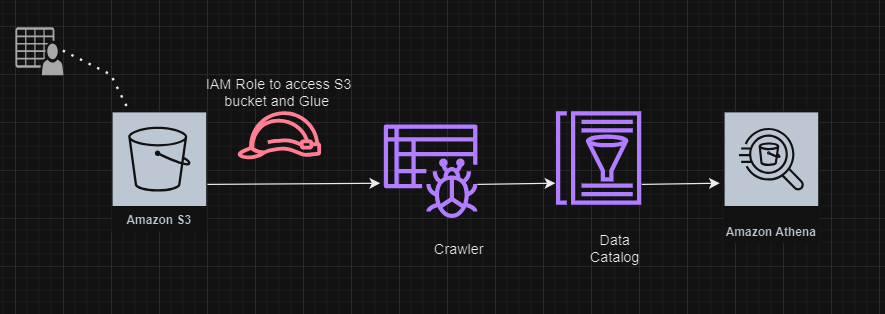 IAM Role to access S3
bucket and Glue
Amazon S3
Crawler
Data
Catalog
Amazon Athena